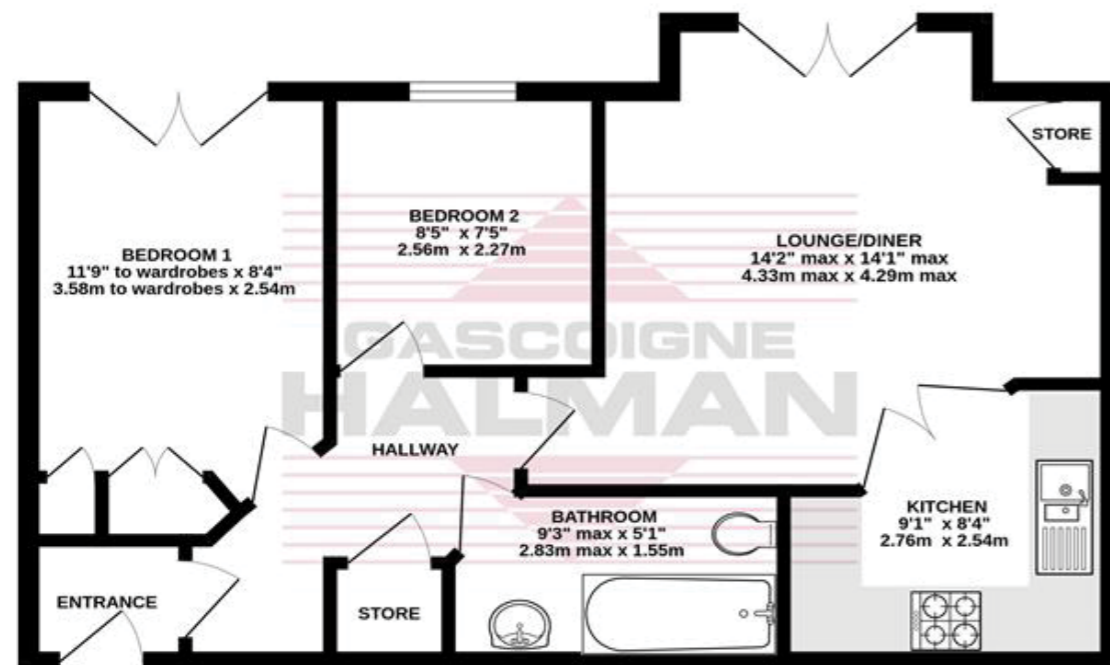 STORE
BEDROOM 2
8'5" x 7'5"
2.56m x 2.27m
BEDROOM 1
11'9" to wardrobes x 8'4"
3.58m to wardrobes x 2.54m
LOUNGE/DINER
14'2" max x 14'1" max
4.33m max x 4.29m max
GASCOIGNE
HALMAN
HALLWAY
BATHROOM
9'3" max x 5'1"
2.83m max x 1.55m
KITCHEN
9'1" x 8'4"
2.76m x 2.54m
ENTRANCE
STORE